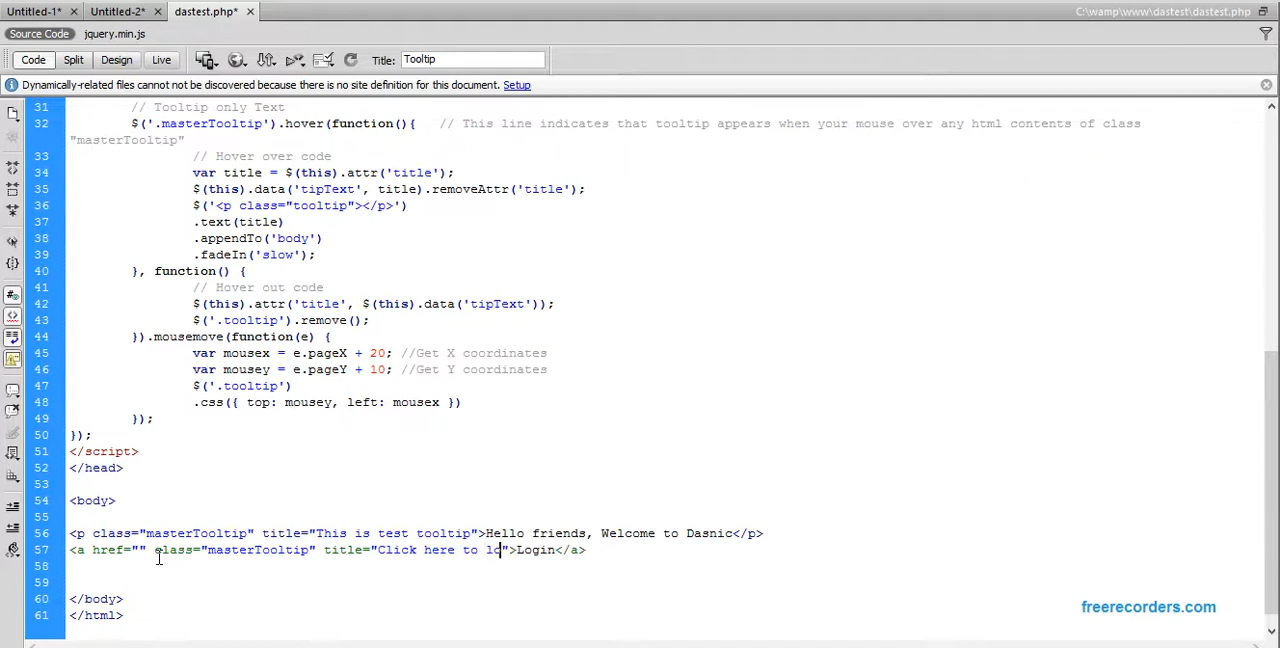 Untitled-1* × Untitled-2* × dastest.php* × C:\wamp\www\dastest\dastest.php
Source Code jquery.min.js
Code Split Design Live Title: Tooltip
Dynamically-related files cannot be discovered because there is no site definition for this document. Setup
31 // Tooltip only Text
32 $('.masterTooltip').hover(function(){ // This line indicates that tooltip appears when your mouse over any html contents of class
"masterTooltip"
33 // Hover over code
34 var title = $(this).attr('title');
35 $(this).data('tipText', title).removeAttr('title');
36 $('<p class="tooltip"></p>')
37 .text(title)
38 .appendTo('body')
39 .fadeIn('slow');
40 }, function() {
41 // Hover out code
42 $(this).attr('title', $(this).data('tipText'));
43 $('.tooltip').remove();
44 }).mousemove(function(e) {
45 var mousex = e.pageX + 20; //Get X coordinates
46 var mousey = e.pageY + 10; //Get Y coordinates
47 $('.tooltip')
48 .css({ top: mousey, left: mousex })
49 });
50 });
51 </script>
52 </head>
53
54 <body>
55
56 <p class="masterTooltip" title="This is test tooltip">Hello friends, Welcome to Dasnic</p>
57 <a href="" class="masterTooltip" title="Click here to lo">Login</a>
58
59
60 </body>
61 </html>
freerecorders.com